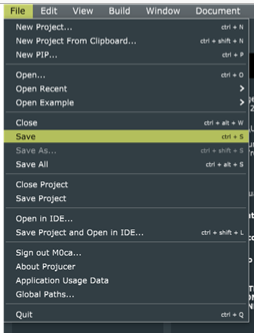 File Edit View Build Window Document
New Project... ctrl + N
New Project From Clipboard... ctrl + shift + N
New PIP... ctrl + P
Open... ctrl + O
Open Recent
Open Example
Close ctrl + alt + W
Save ctrl + S
Save As... ctrl + shift + S
Save All ctrl + alt + S
Close Project
Save Project
Open in IDE...
Save Project and Open in IDE... ctrl + shift + L
Sign out M0ca...
About Projucer
Application Usage Data
Global Paths...
Quit ctrl + Q